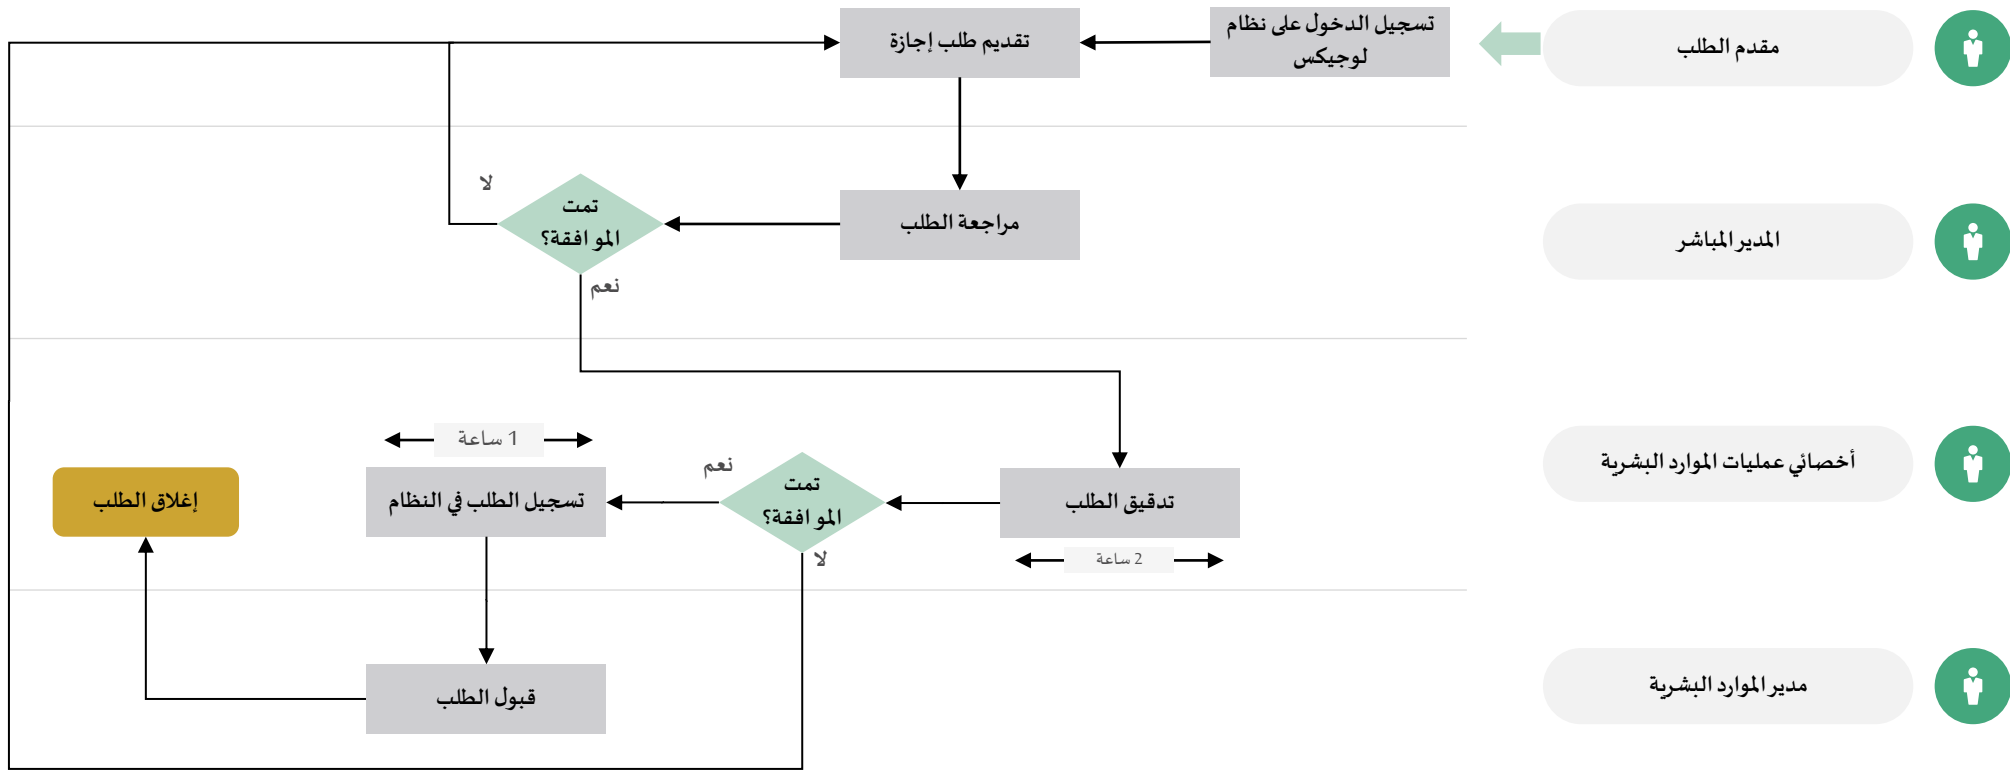 مقدم الطلب
تسجيل الدخول على نظام
لوجيكس
تقديم طلب إجازة
المدير المباشر
مراجعة الطلب
تمت
الموافقة؟
لا
نعم
أخصائي عمليات الموارد البشرية
تدقيق الطلب
2 ساعة
تمت
الموافقة؟
نعم
لا
1 ساعة
تسجيل الطلب في النظام
إغلاق الطلب
مدير الموارد البشرية
قبول الطلب